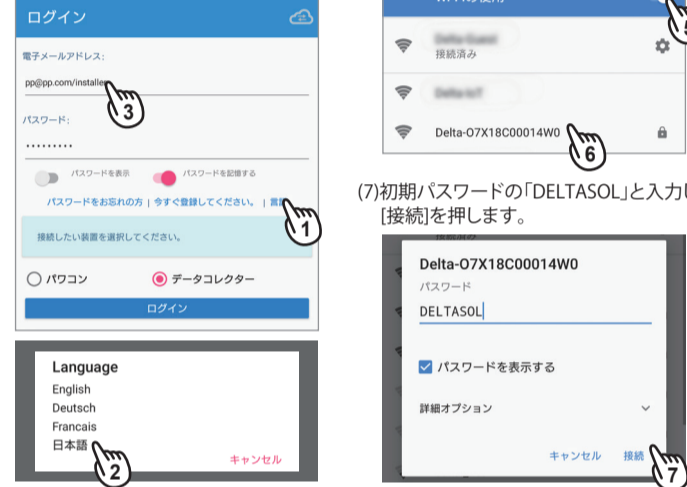 ログイン
電子メールアドレス:
pp@pp.com/installer
3
パスワード:
パスワードを表示
パスワードを記憶する
パスワードをお忘れの方 | 今すぐ登録してください。 |
1
接続したい装置を選択してください。
パワコン
データコレクター
ログイン
Language
English
Deutsch
Francais
日本語
キャンセル
2
5
接続済み
Delta-O7X18C00014W0
6
(7)初期パスワードの「DELTASOL」と入力
[接続]を押します。
Delta-O7X18C00014W0
パスワード
DELTASOL
パスワードを表示する
詳細オプション
キャンセル 接続
7